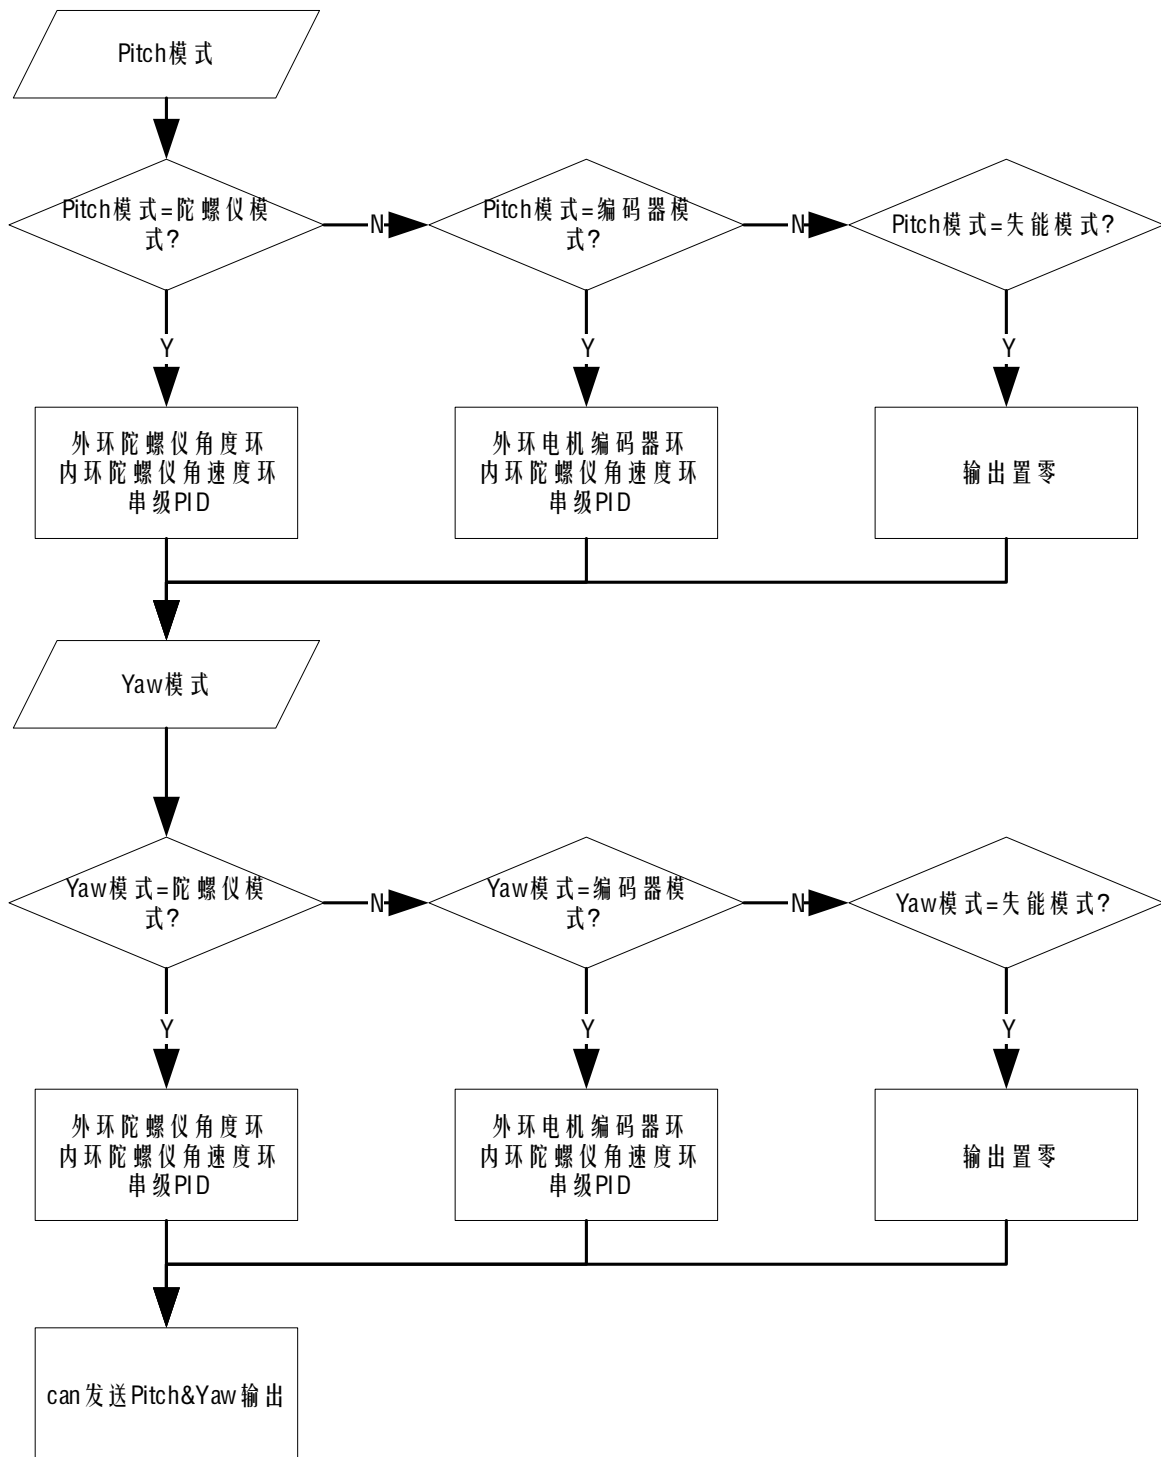 Pitch模式
Pitch模式=陀螺仪模
式?
N
Pitch模式=编码器模
式?
N
Pitch模式=失能模式?
Y
Y
Y
外环陀螺仪角度环
内环陀螺仪角速度环
串级PID
外环电机编码器环
内环陀螺仪角速度环
串级PID
输出置零
Yaw模式
Yaw模式=陀螺仪模
式?
N
Yaw模式=编码器模
式?
N
Yaw模式=失能模式?
Y
Y
Y
外环陀螺仪角度环
内环陀螺仪角速度环
串级PID
外环电机编码器环
内环陀螺仪角速度环
串级PID
输出置零
can发送Pitch&Yaw输出